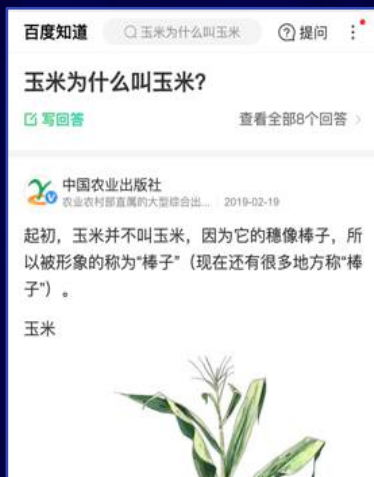 百度知道 玉米为什么叫玉米 提问
玉米为什么叫玉米?
写回答 查看全部8个回答
中国农业出版社
农业农村部直属的大型综合出... 2019-02-19
起初，玉米并不叫玉米，因为它的穗像棒子，所
以被形象的称为“棒子”（现在还有很多地方称“棒
子”）。
玉米